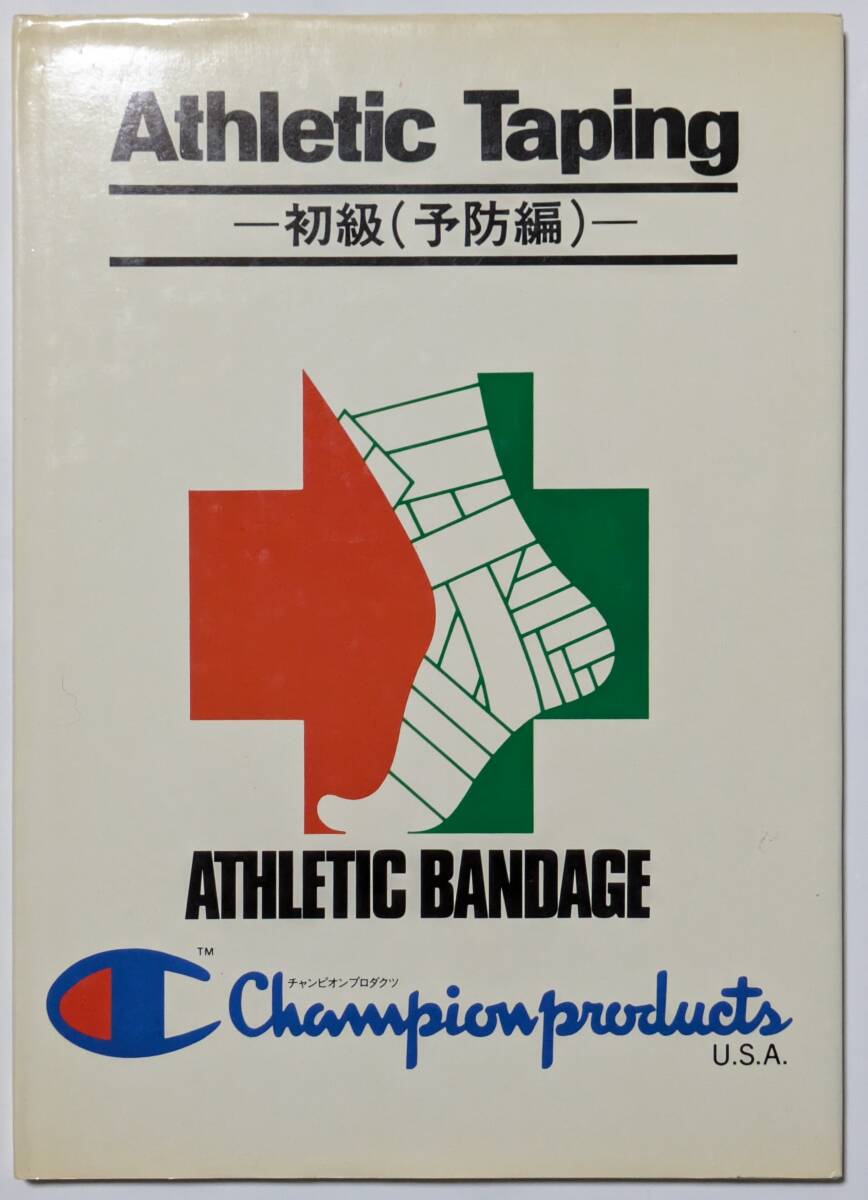 Athletic Taping
―初級(予防編)―
ATHLETIC BANDAGE
TM
チャンピオンプロダクツ
Championproducts
U.S.A.